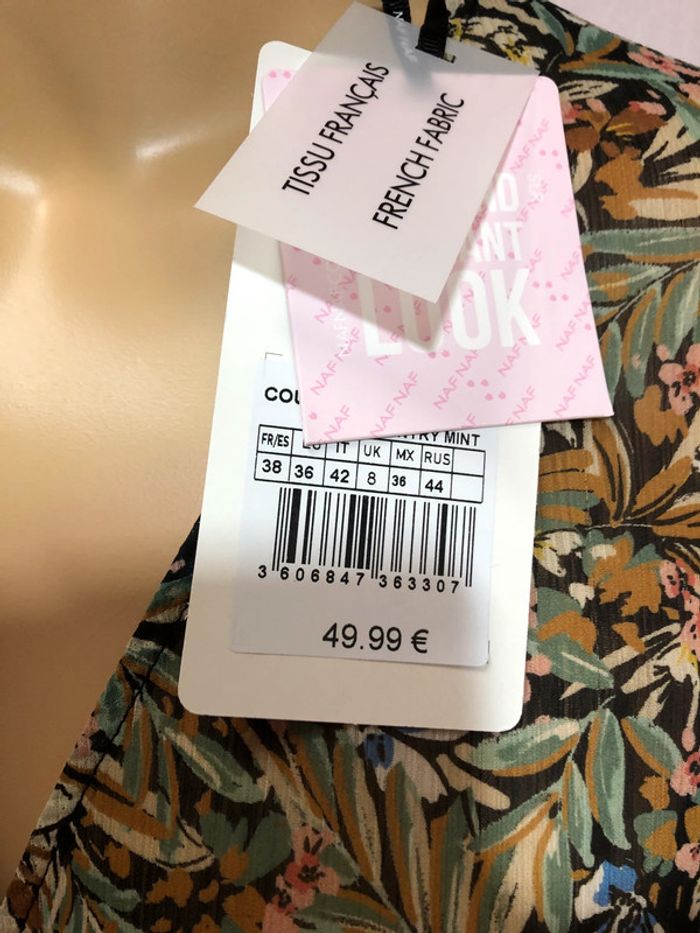 TISSU FRANÇAIS
FRENCH FABRIC
LOOK
NAF NAF
MINT
FR/ES IT UK MX RUS
38 36 42 8 36 44
3 606847 363307
49.99 €